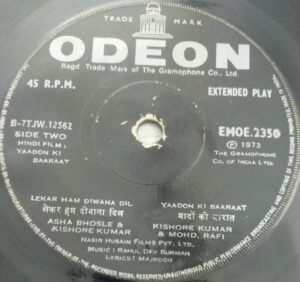 TRADE MARK
ODEON
Regd. Trade Mark of The Gramophone Co., Ltd.
45 R.P.M.
EXTENDED PLAY
B-7TJW.12562
SIDE TWO
HINDI FILM:
YAADON KI
BAARAAT
EMOE.2350
Ⓟ 1973
THE GRAMOPHONE
CO. OF INDIA LTD.
LEKAR HAM DIWANA DIL
लेकर हम दीवाना दिल
ASHA BHOSLE &
KISHORE KUMAR
YAADON KI BAARAAT
यादों की बारात
KISHORE KUMAR
& MOHD. RAFI
NASIR HUSAIN FILMS PVT. LTD.
MUSIC: RAHUL DEV BURMAN
LYRICS: MAJROOH